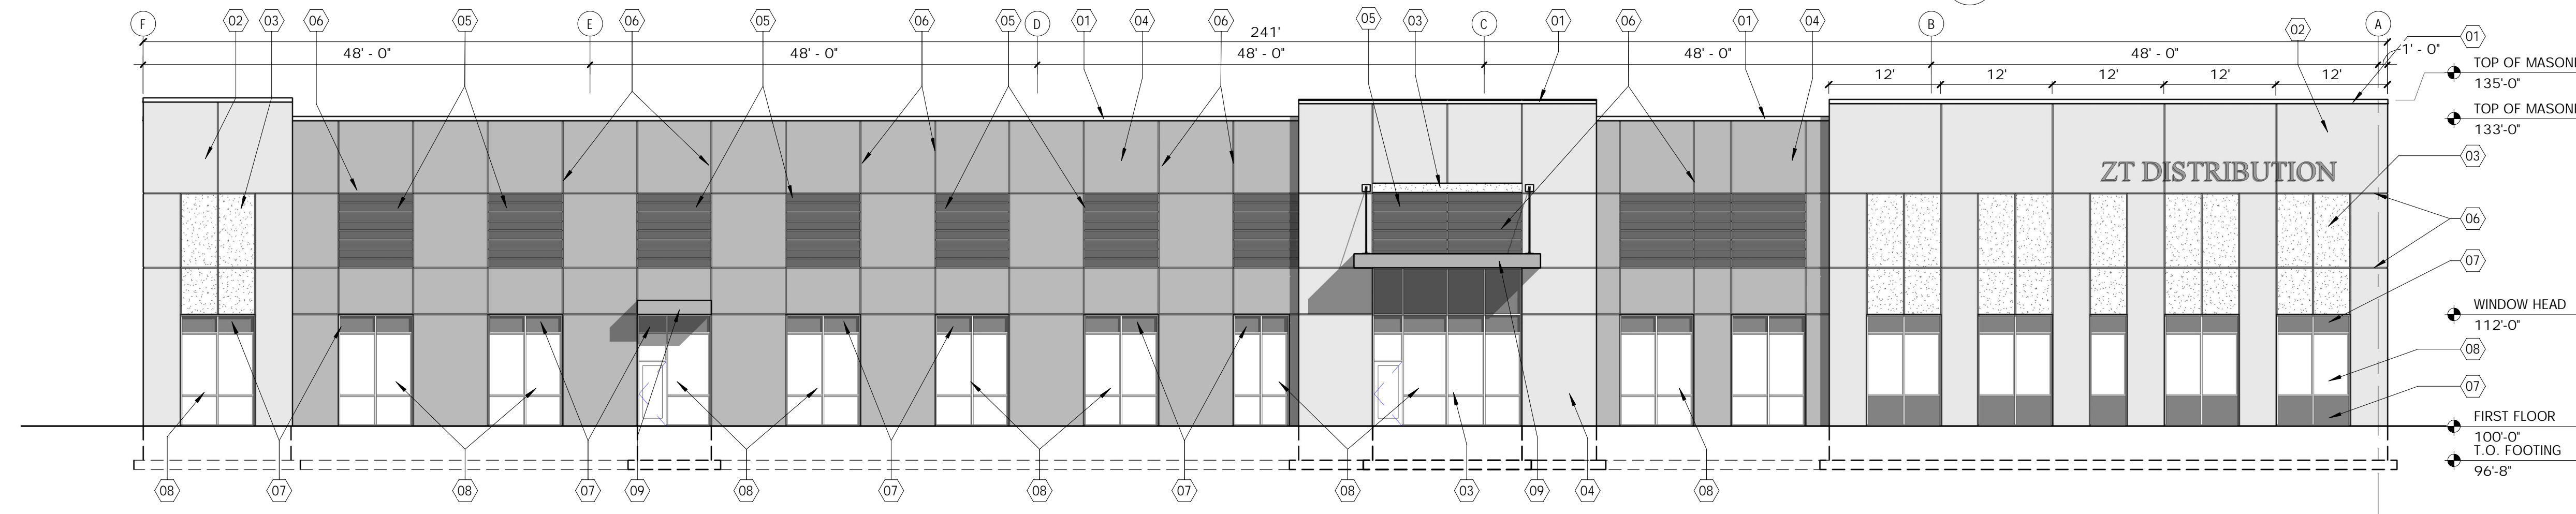 F 02 03 06 05 E 06 05 06 05 D 01 04 06 05 03 C 01 06 01 04 B 02 A
241'
01
48' - 0" 48' - 0" 48' - 0" 48' - 0" 48' - 0" 1' - 0"
12' 12' 12' 12' 12'
TOP OF MASON
135'-0"
TOP OF MASON
133'-0"
03
ZT DISTRIBUTION
06
07
WINDOW HEAD
112'-0"
08
07
FIRST FLOOR
100'-0"
T.O. FOOTING
96'-8"
08 07 08 07 09 08 07 08 07 08 03 09 04 08